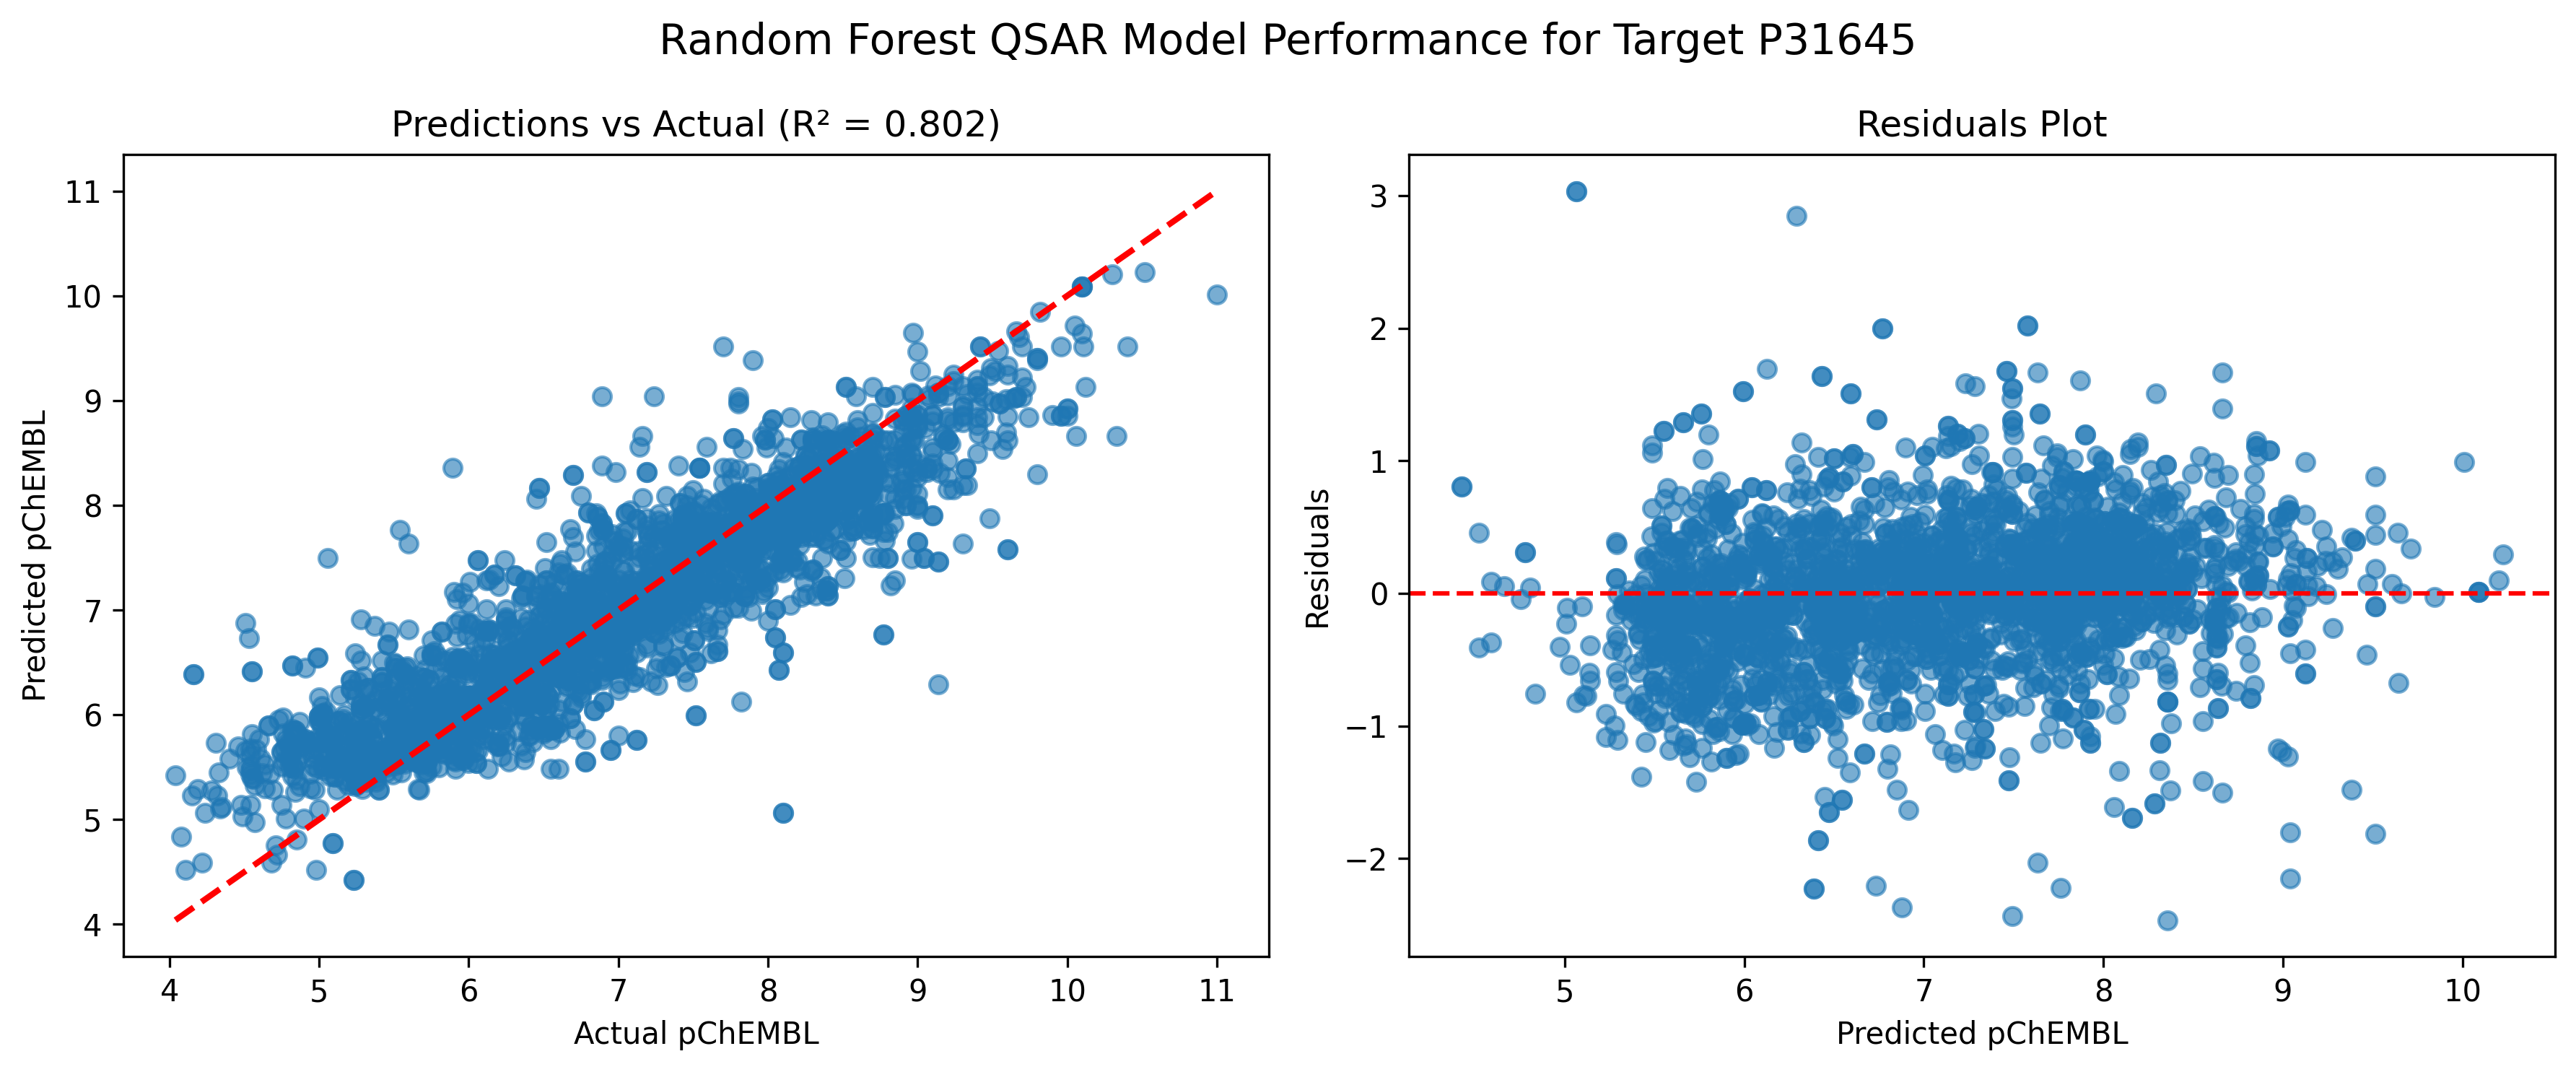 Random Forest QSAR Model Performance for Target P31645
Predictions vs Actual (R² = 0.802)
Predicted pChEMBL
11
10
9
8
7
6
5
4
4 5 6 7 8 9 10 11
Actual pChEMBL
Residuals Plot
Residuals
3
2
1
0
−1
−2
5 6 7 8 9 10
Predicted pChEMBL